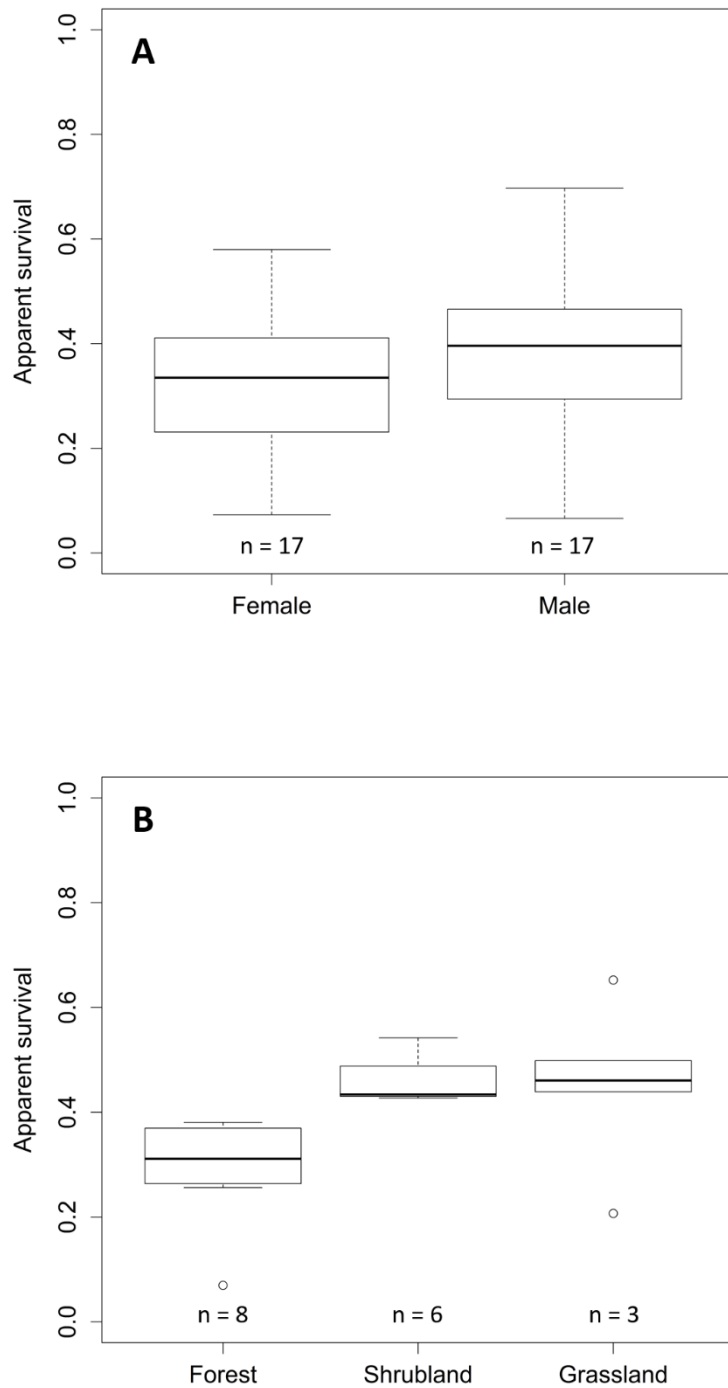 A
1.0
0.8
0.6
0.4
0.2
0.0
Apparent survival
n = 17 n = 17
Female Male
B
1.0
0.8
0.6
0.4
0.2
0.0
Apparent survival
n = 8 n = 6 n = 3
Forest Shrubland Grassland